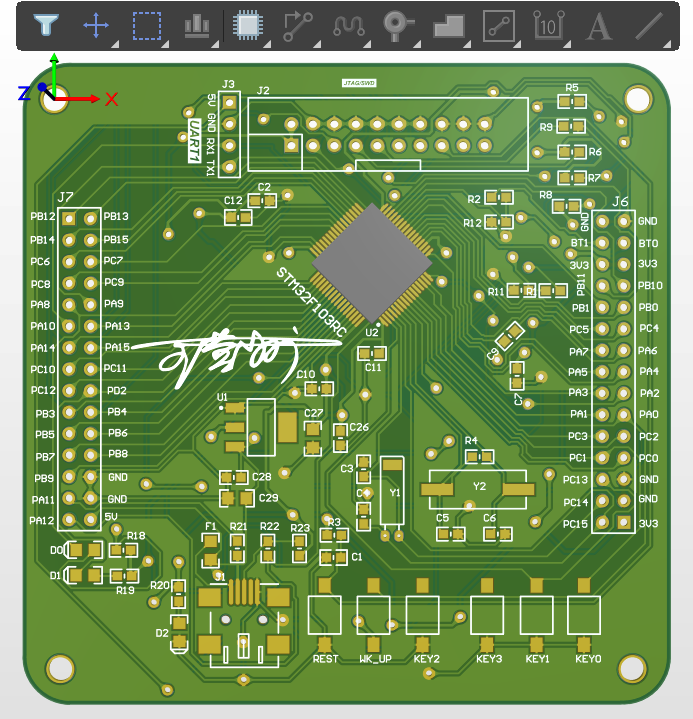 10
Z
X
JTAG/SWD
J3
J2
5V
GND
RX1
TX1
UART1
R5
R9
R6
R7
R8
J7
C2
C12
R2
R12
J6
PB12 PB13
PB14 PB15
PC6 PC7
PC8 PC9
PA8 PA9
PA10 PA13
PA14 PA15
PC10 PC11
PC12 PD2
PB3 PB4
PB5 PB6
PB7 PB8
PB9 GND
PA11 GND
PA12 5V
STM32F103RC
U2
C11
GND GND
BT1 BT0
3V3 3V3
PB11 PB10
PB1 PB0
PC5 PC4
PA7 PA6
PA5 PA4
PA3 PA2
PA1 PA0
PC3 PC2
PC1 PC0
PC13 GND
PC14 GND
PC15 3V3
R11
C9
C7
C10
U1
C27
C26
C28
C29
C3
Y1
R4
Y2
C5
C6
D0
R18
D1
R19
F1
R21
R22
R23
R3
C1
R20
J1
D2
REST
WK_UP
KEY2
KEY3
KEY1
KEY0